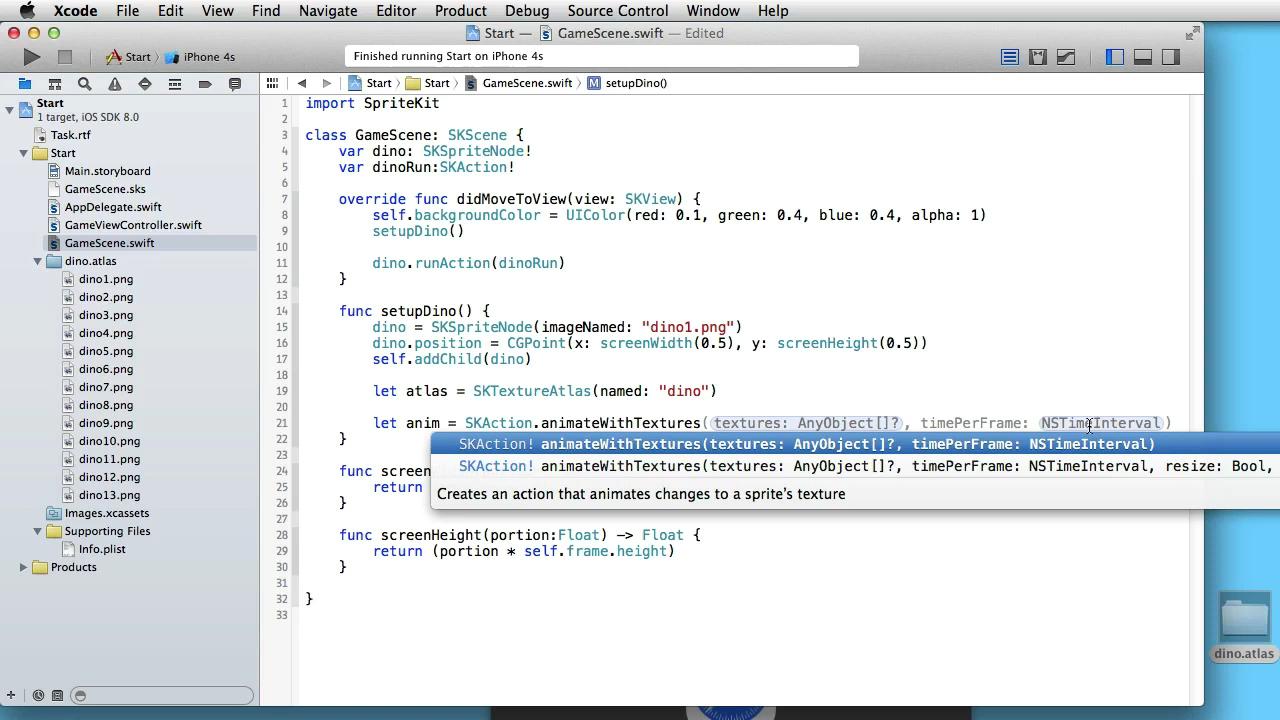 Xcode File Edit View Find Navigate Editor Product Debug Source Control Window Help
Start — GameScene.swift — Edited
Start iPhone 4s
Finished running Start on iPhone 4s
Start Start GameScene.swift M setupDino()
Start
1 target, iOS SDK 8.0
Task.rtf
Start
Main.storyboard
GameScene.sks
AppDelegate.swift
GameViewController.swift
GameScene.swift
dino.atlas
dino1.png
dino2.png
dino3.png
dino4.png
dino5.png
dino6.png
dino7.png
dino8.png
dino9.png
dino10.png
dino11.png
dino12.png
dino13.png
Images.xcassets
Supporting Files
Info.plist
Products
1 import SpriteKit
2
3 class GameScene: SKScene {
4 var dino: SKSpriteNode!
5 var dinoRun:SKAction!
6
7 override func didMoveToView(view: SKView) {
8 self.backgroundColor = UIColor(red: 0.1, green: 0.4, blue: 0.4, alpha: 1)
9 setupDino()
10
11 dino.runAction(dinoRun)
12 }
13
14 func setupDino() {
15 dino = SKSpriteNode(imageNamed: "dino1.png")
16 dino.position = CGPoint(x: screenWidth(0.5), y: screenHeight(0.5))
17 self.addChild(dino)
18
19 let atlas = SKTextureAtlas(named: "dino")
20
21 let anim = SKAction.animateWithTextures(textures: AnyObject[]?, timePerFrame: NSTimeInterval)
22 }
SKAction! animateWithTextures(textures: AnyObject[]?, timePerFrame: NSTimeInterval)
SKAction! animateWithTextures(textures: AnyObject[]?, timePerFrame: NSTimeInterval, resize: Bool,
Creates an action that animates changes to a sprite's texture
23
24 func screen
25 return
26 }
27
28 func screenHeight(portion:Float) -> Float {
29 return (portion * self.frame.height)
30 }
31
32 }
33
dino.atlas